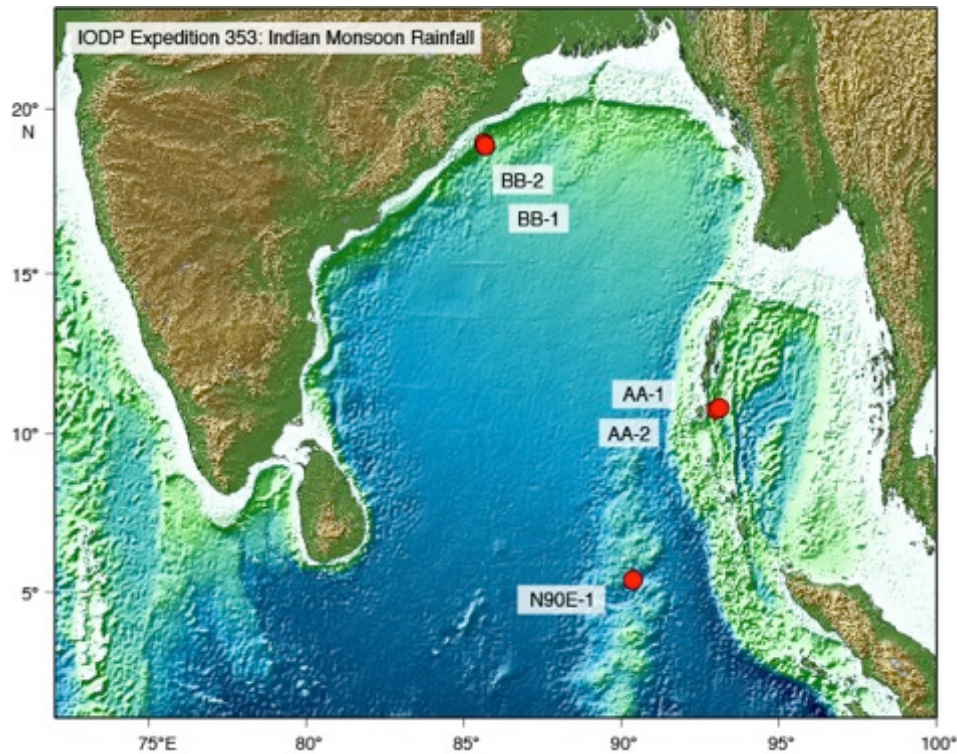 IODP Expedition 353: Indian Monsoon Rainfall
20°
N
BB-2
BB-1
15°
AA-1
10°
AA-2
N90E-1
5°
75°E
80°
85°
90°
95°
100°